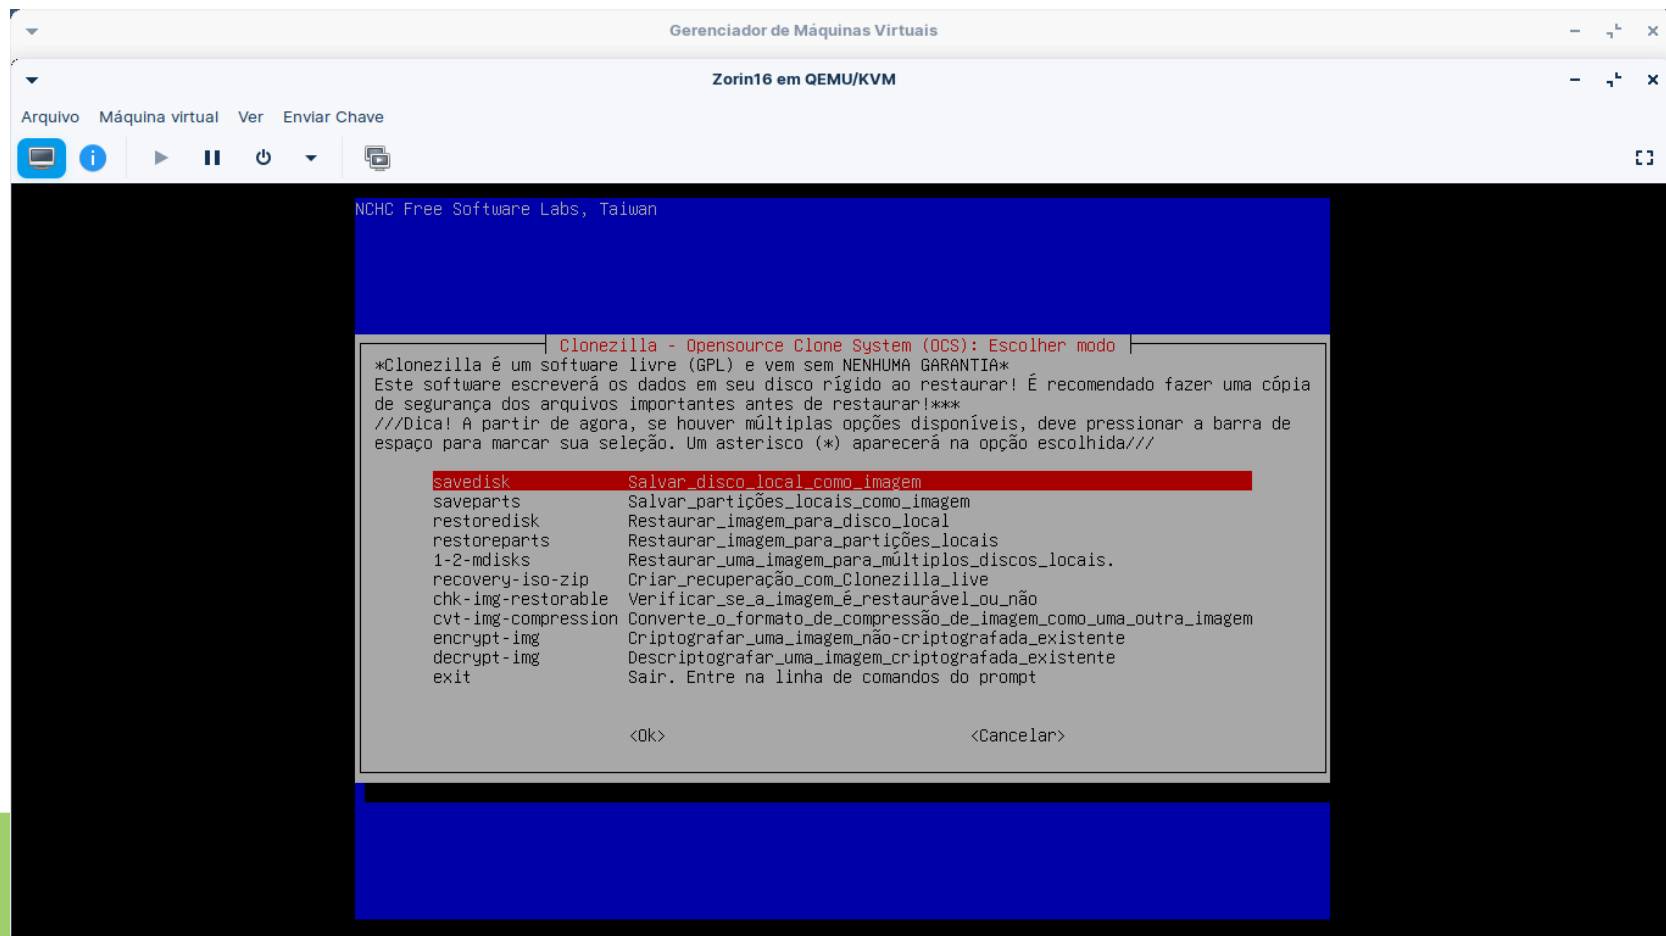 Gerenciador de Máquinas Virtuais
Zorin16 em QEMU/KVM
Arquivo Máquina virtual Ver Enviar Chave
NCHC Free Software Labs, Taiwan
Clonezilla - Opensource Clone System (OCS): Escolher modo
*Clonezilla é um software livre (GPL) e vem sem NENHUMA GARANTIA*
Este software escreverá os dados em seu disco rígido ao restaurar! É recomendado fazer uma cópia
de segurança dos arquivos importantes antes de restaurar!***
///Dica! A partir de agora, se houver múltiplas opções disponíveis, deve pressionar a barra de
espaço para marcar sua seleção. Um asterisco (*) aparecerá na opção escolhida///
savedisk Salvar_disco_local_como_imagem
saveparts Salvar_partições_locais_como_imagem
restoredisk Restaurar_imagem_para_disco_local
restoreparts Restaurar_imagem_para_partições_locais
1-2-mdisks Restaurar_uma_imagem_para_múltiplos_discos_locais.
recovery-iso-zip Criar_recuperação_com_Clonezilla_live
chk-img-restorable Verificar_se_a_imagem_é_restaurável_ou_não
cvt-img-compression Converte_o_formato_de_compressão_de_imagem_como_uma_outra_imagem
encrypt-img Criptografar_uma_imagem_não-criptografada_existente
decrypt-img Descriptografar_uma_imagem_criptografada_existente
exit Sair. Entre na linha de comandos do prompt
<Ok> <Cancelar>